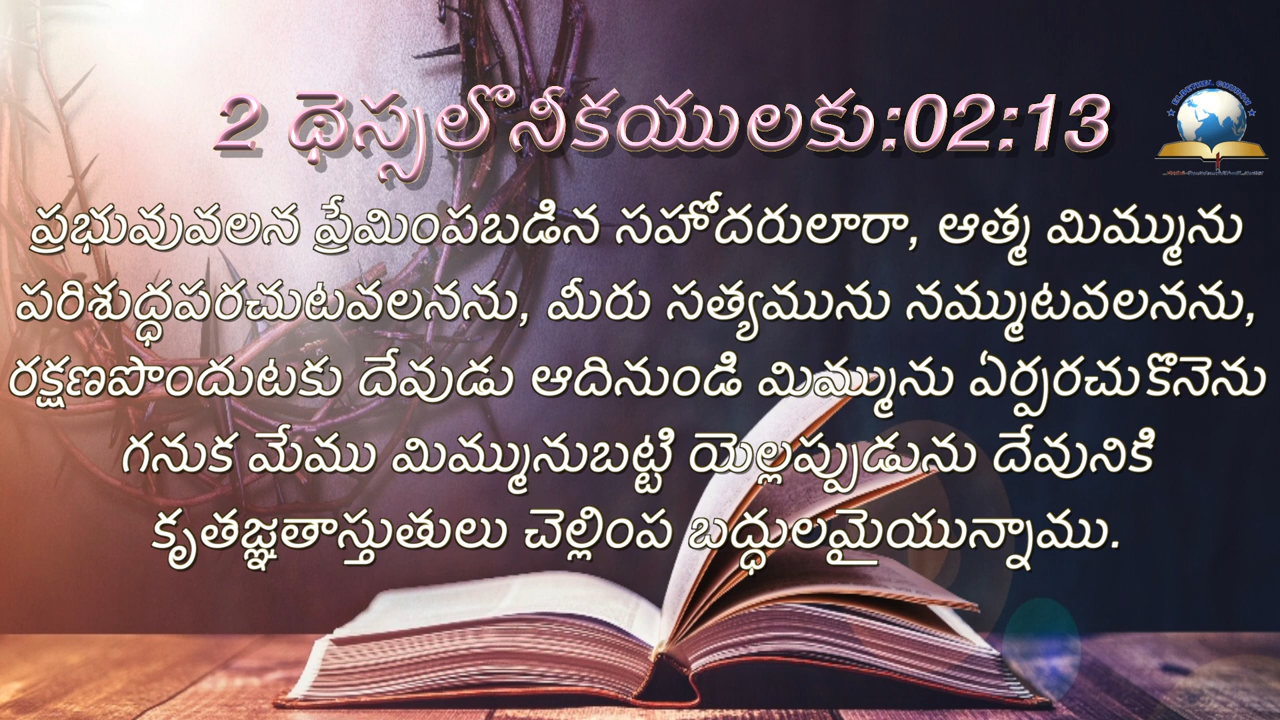 2 థెస్సలొనీకయులకు:02:13
ప్రభువువలన ప్రేమింపబడిన సహోదరులారా, ఆత్మ మిమ్మును
పరిశుద్ధపరచుటవలనను, మీరు సత్యమును నమ్ముటవలనను,
రక్షణపొందుటకు దేవుడు ఆదినుండి మిమ్మును ఏర్పరచుకొనెను
గనుక మేము మిమ్మునుబట్టి యెల్లప్పుడును దేవునికి
కృతజ్ఞతాస్తుతులు చెల్లింప బద్ధులమైయున్నాము.